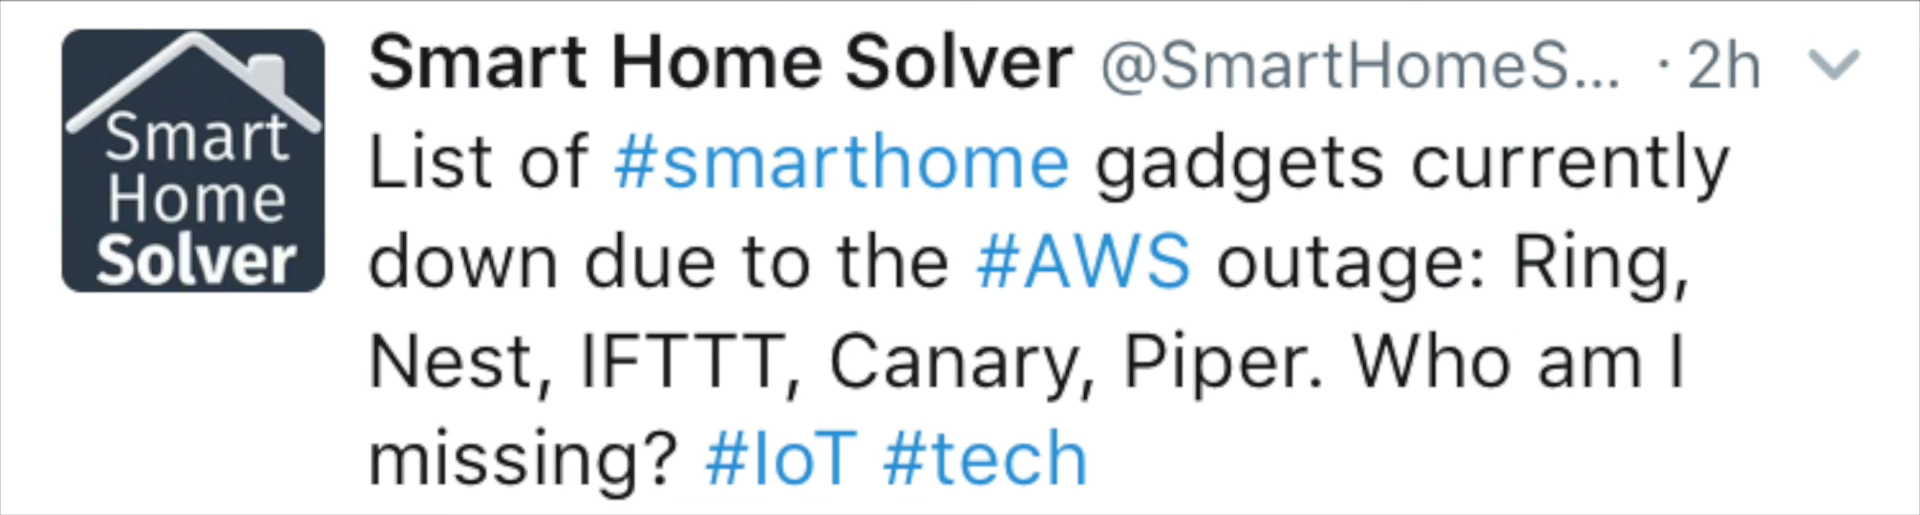 Smart
Home
Solver
Smart Home Solver @SmartHomeS... · 2h
List of #smarthome gadgets currently
down due to the #AWS outage: Ring,
Nest, IFTTT, Canary, Piper. Who am I
missing? #IoT #tech